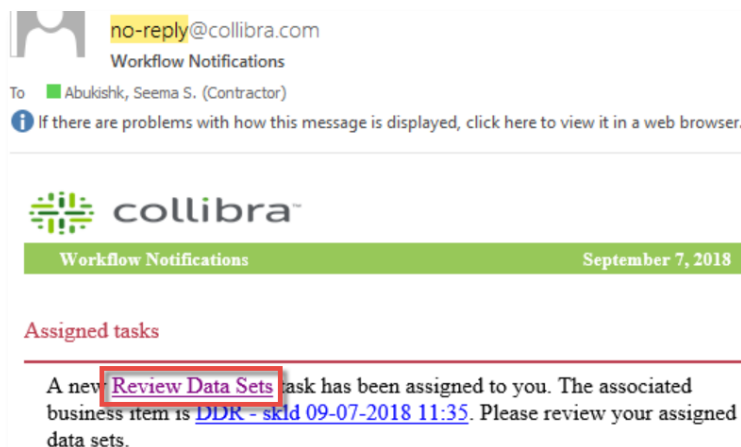 no-reply@collibra.com
Workflow Notifications
To Abukishk, Seema S. (Contractor)
i If there are problems with how this message is displayed, click here to view it in a web browser.
collibra™
Workflow Notifications September 7, 2018
Assigned tasks
A new Review Data Sets task has been assigned to you. The associated
business item is DDR - skld 09-07-2018 11:35. Please review your assigned
data sets.